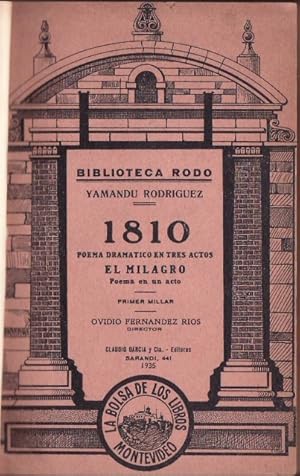 BIBLIOTECA RODO
YAMANDU RODRIGUEZ
1810
POEMA DRAMATICO EN TRES ACTOS
EL MILAGRO
Poema en un acto
PRIMER MILLAR
OVIDIO FERNANDEZ RIOS
DIRECTOR
CLAUDIO GARCIA y Cia. - Editores
SARANDI, 441
1935
LA BOLSA DE LOS LIBROS
MONTEVIDEO